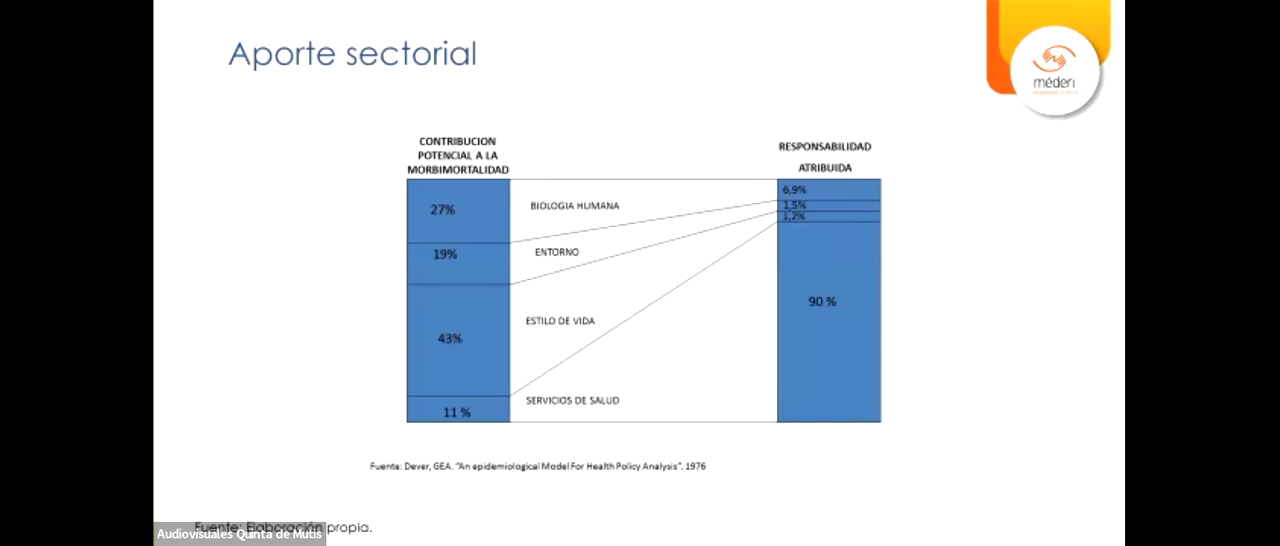 Aporte sectorial
méderi
CONTRIBUCION
POTENCIAL A LA
MORBIMORTALIDAD
RESPONSABILIDAD
ATRIBUIDA
27%
BIOLOGIA HUMANA
6,9%
1,5%
1,2%
19%
ENTORNO
90 %
43%
ESTILO DE VIDA
11 %
SERVICIOS DE SALUD
Fuente: Dever, GEA. "An epidemiological Model For Health Policy Analysis". 1976
Fuente: Elaboración propia.
Audiovisuales Quinta de Mutis